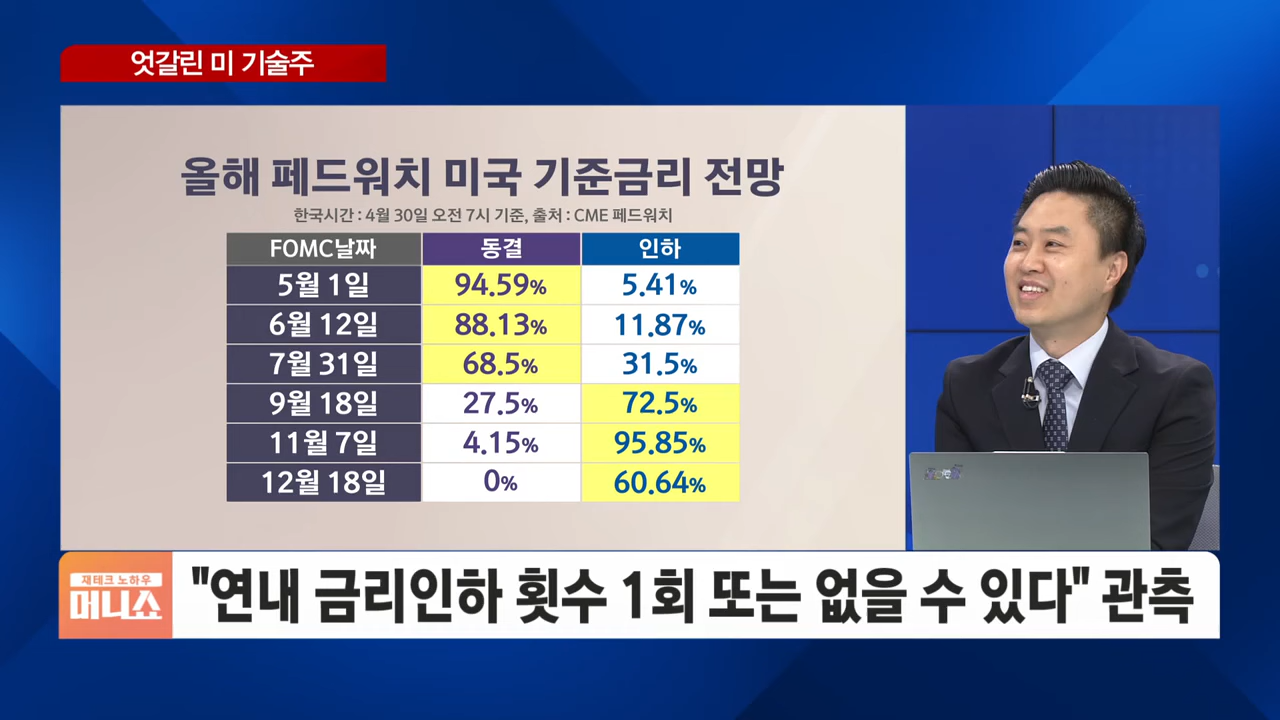 엇갈린 미 기술주
올해 페드워치 미국 기준금리 전망
한국시간 : 4월 30일 오전 7시 기준, 출처 : CME 페드워치
FOMC날짜 동결 인하
5월 1일 94.59% 5.41%
6월 12일 88.13% 11.87%
7월 31일 68.5% 31.5%
9월 18일 27.5% 72.5%
11월 7일 4.15% 95.85%
12월 18일 0% 60.64%
재테크 노하우
머니쇼
"연내 금리인하 횟수 1회 또는 없을 수 있다" 관측